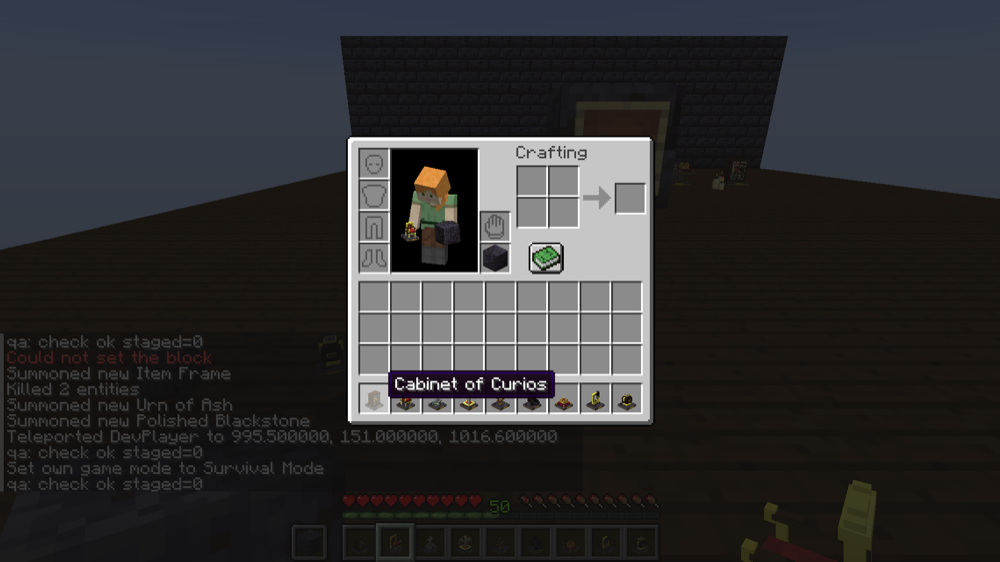 Crafting
Cabinet of Curios
qa: check ok staged=0
Could not set the block
Summoned new Item Frame
Killed 2 entities
Summoned new Urn of Ash
Summoned new Polished Blackstone
Teleported DevPlayer to 995.500000, 151.000000, 1016.600000
qa: check ok staged=0
Set own game mode to Survival Mode
qa: check ok staged=0
50